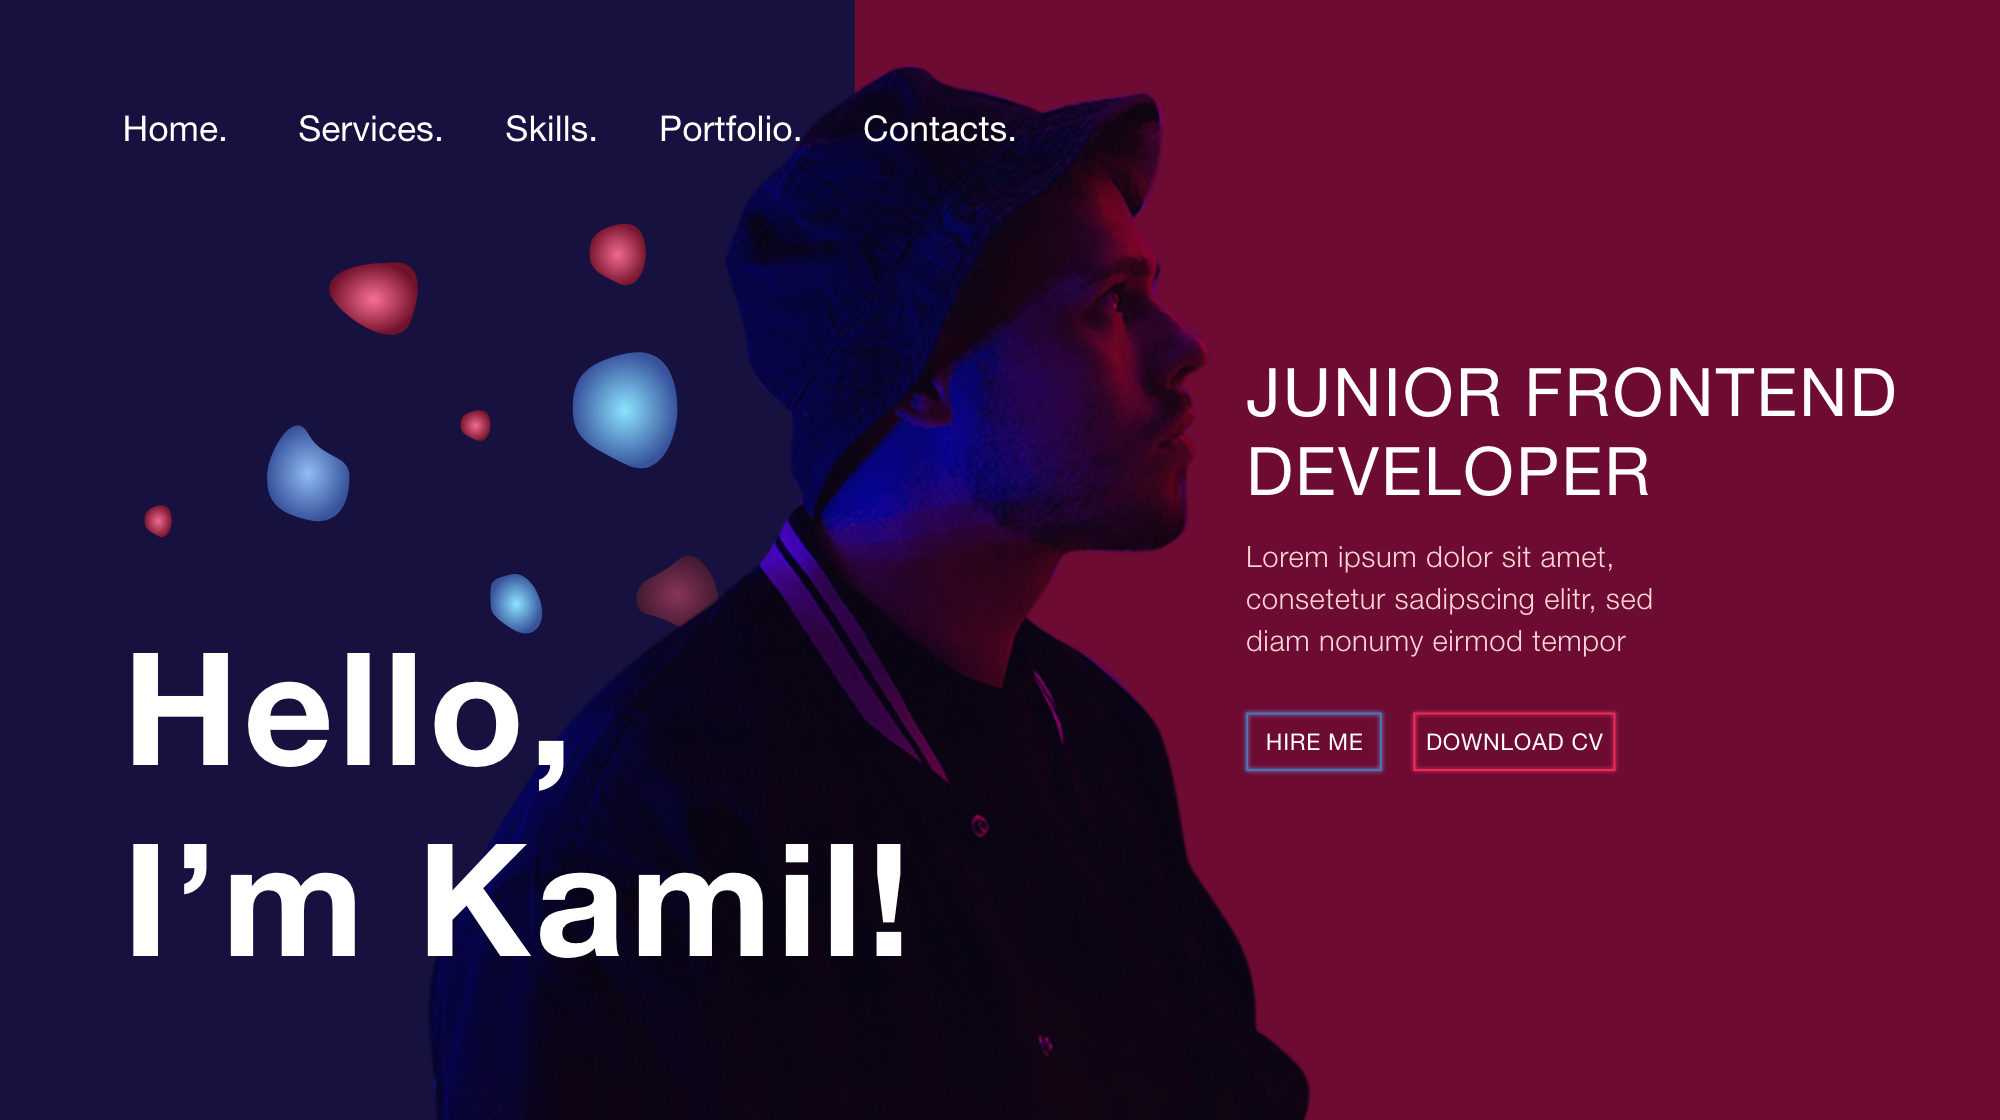 Home. Services. Skills. Portfolio. Contacts.
JUNIOR FRONTEND
DEVELOPER
Lorem ipsum dolor sit amet,
consetetur sadipscing elitr, sed
diam nonumy eirmod tempor
HIRE ME DOWNLOAD CV
Hello,
I’m Kamil!